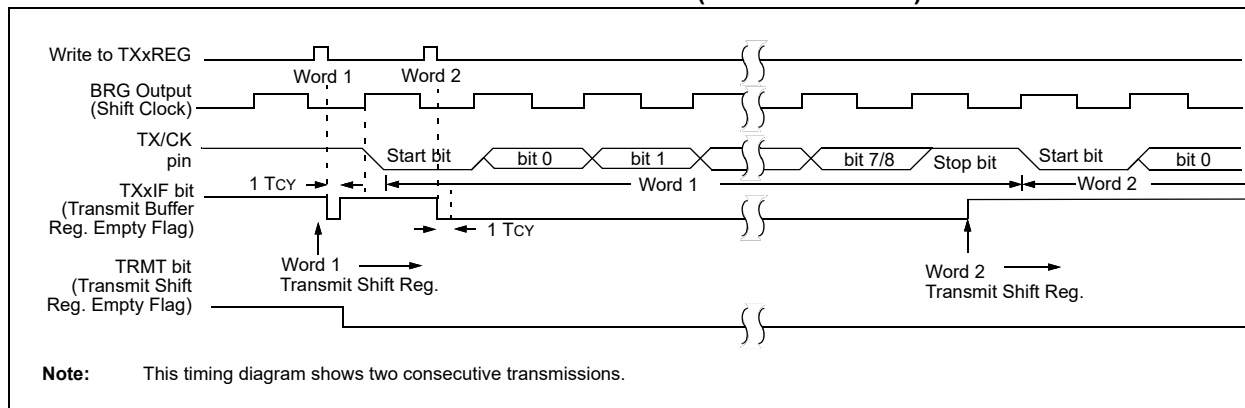 Write to TXxREG
Word 1
Word 2
BRG Output
(Shift Clock)
TX/CK
pin
Start bit
bit 0
bit 1
bit 7/8
Stop bit
Start bit
bit 0
1 TCY
Word 1
Word 2
TXxIF bit
(Transmit Buffer
Reg. Empty Flag)
1 TCY
Word 1
Transmit Shift Reg.
Word 2
Transmit Shift Reg.
TRMT bit
(Transmit Shift
Reg. Empty Flag)
Note: This timing diagram shows two consecutive transmissions.